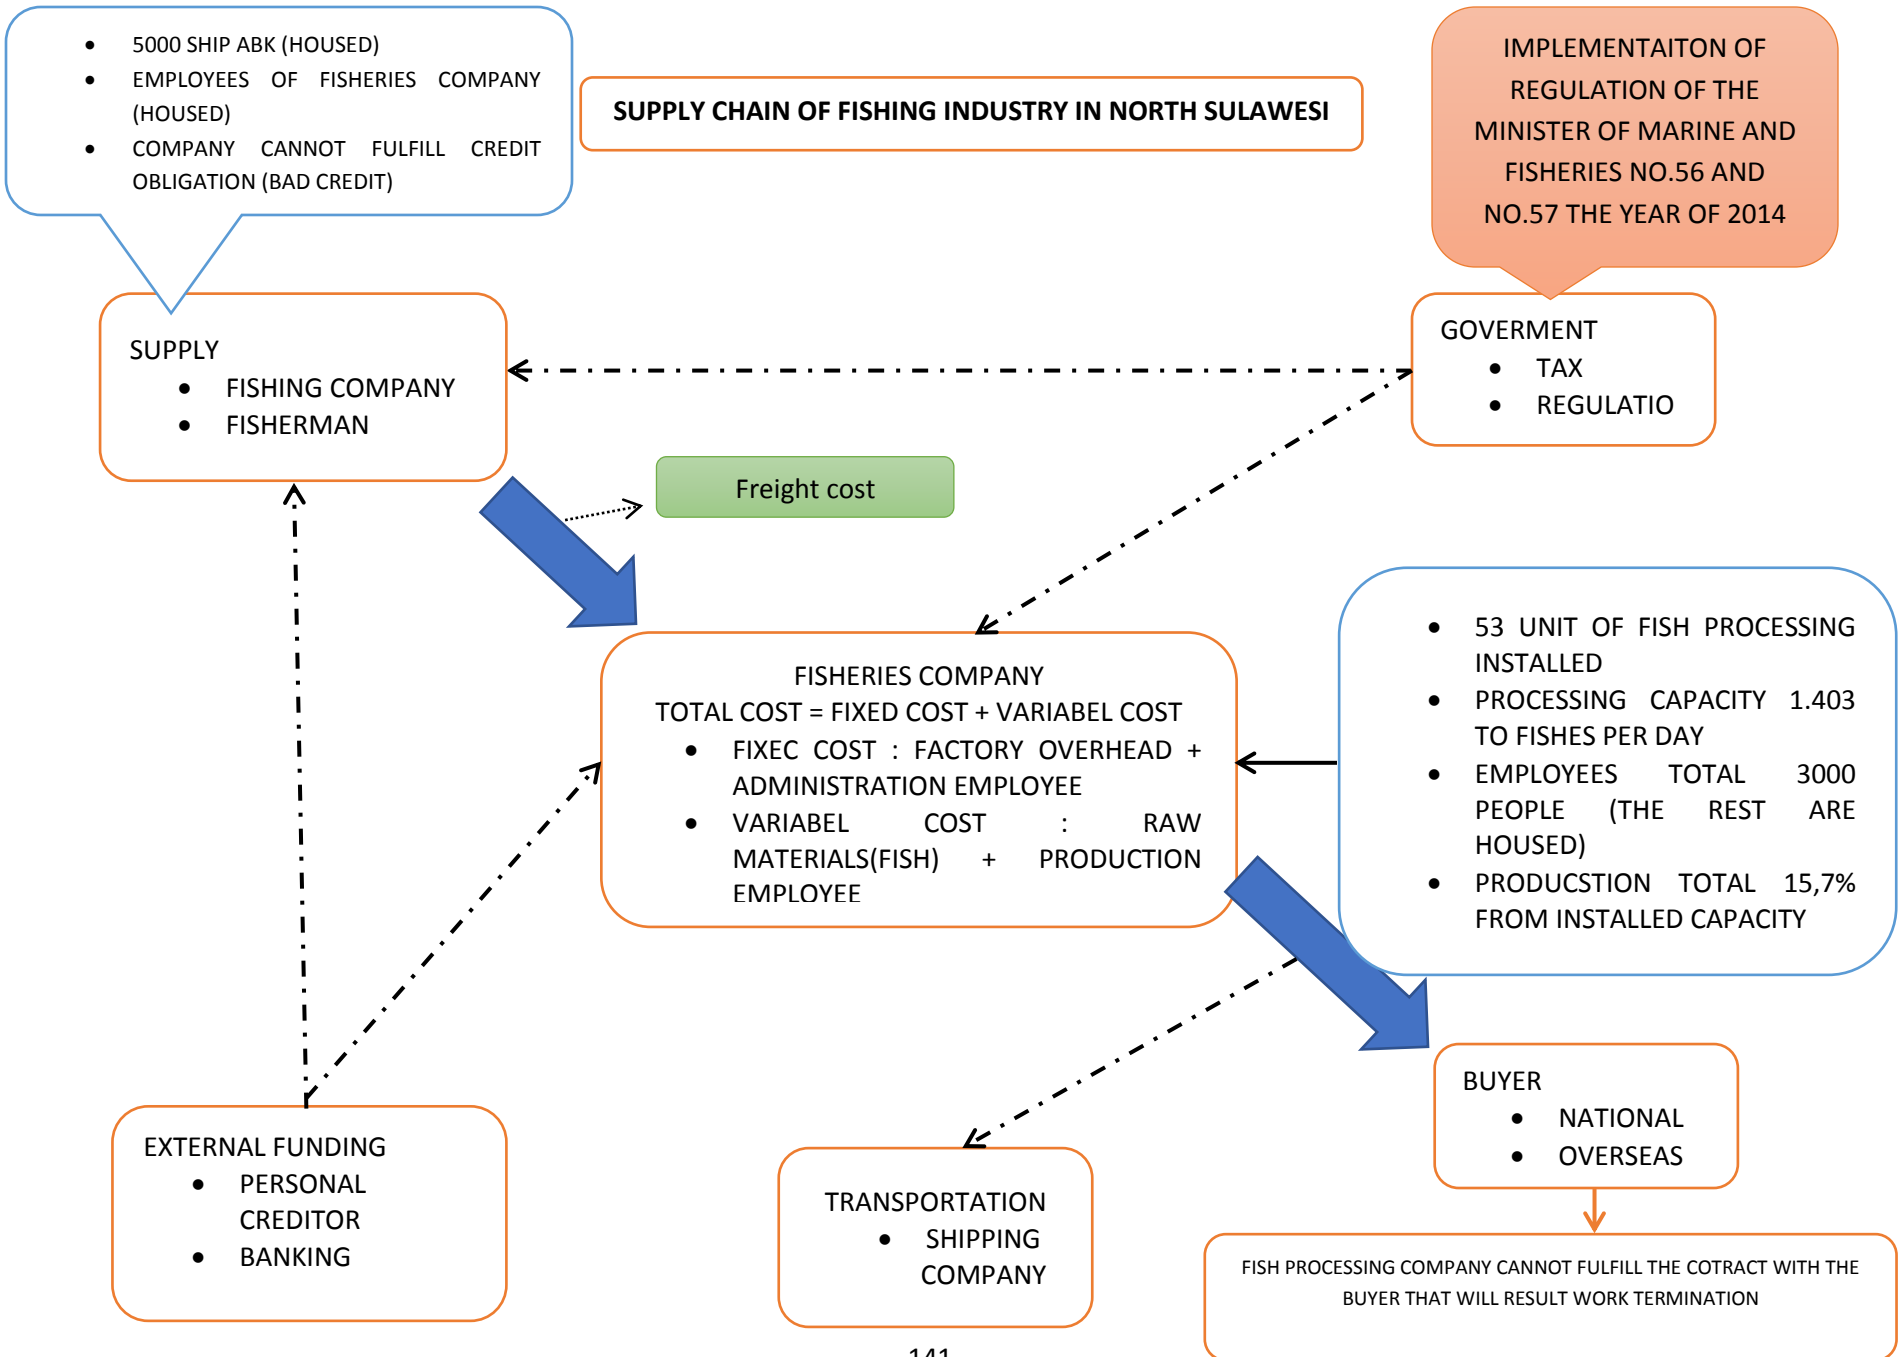 5000 SHIP ABK (HOUSED)
EMPLOYEES OF FISHERIES COMPANY
(HOUSED)
COMPANY CANNOT FULFILL CREDIT
OBLIGATION (BAD CREDIT)
SUPPLY CHAIN OF FISHING INDUSTRY IN NORTH SULAWESI
IMPLEMENTAITON OF
REGULATION OF THE
MINISTER OF MARINE AND
FISHERIES NO.56 AND
NO.57 THE YEAR OF 2014
SUPPLY
FISHING COMPANY
FISHERMAN
GOVERMENT
TAX
REGULATIO
Freight cost
FISHERIES COMPANY
TOTAL COST = FIXED COST + VARIABEL COST
FIXEC COST : FACTORY OVERHEAD +
ADMINISTRATION EMPLOYEE
VARIABEL COST : RAW
MATERIALS(FISH) + PRODUCTION
EMPLOYEE
53 UNIT OF FISH PROCESSING
INSTALLED
PROCESSING CAPACITY 1.403
TO FISHES PER DAY
EMPLOYEES TOTAL 3000
PEOPLE (THE REST ARE
HOUSED)
PRODUCSTION TOTAL 15,7%
FROM INSTALLED CAPACITY
EXTERNAL FUNDING
PERSONAL
CREDITOR
BANKING
TRANSPORTATION
SHIPPING
COMPANY
BUYER
NATIONAL
OVERSEAS
FISH PROCESSING COMPANY CANNOT FULFILL THE COTRACT WITH THE
BUYER THAT WILL RESULT WORK TERMINATION
141